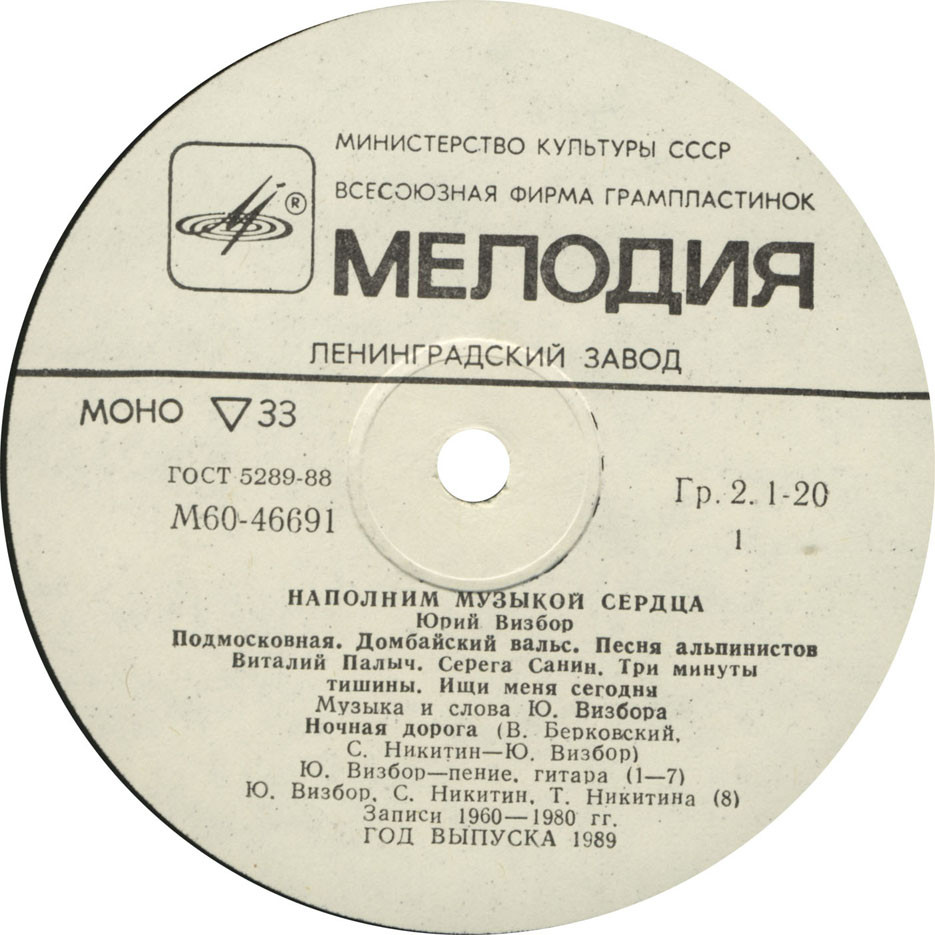 МИНИСТЕРСТВО КУЛЬТУРЫ СССР
ВСЕСОЮЗНАЯ ФИРМА ГРАМПЛАСТИНОК
®
МЕЛОДИЯ
ЛЕНИНГРАДСКИЙ ЗАВОД
МОНО ▽ 33
ГОСТ 5289-88
М60-46691
Гр. 2. 1-20
1
НАПОЛНИМ МУЗЫКОЙ СЕРДЦА
Юрий Визбор
Подмосковная. Домбайский вальс. Песня альпинистов
Виталий Палыч. Серега Санин. Три минуты
тишины. Ищи меня сегодня
Музыка и слова Ю. Визбора
Ночная дорога (В. Берковский,
С. Никитин—Ю. Визбор)
Ю. Визбор—пение, гитара (1—7)
Ю. Визбор, С. Никитин, Т. Никитина (8)
Записи 1960—1980 гг.
ГОД ВЫПУСКА 1989